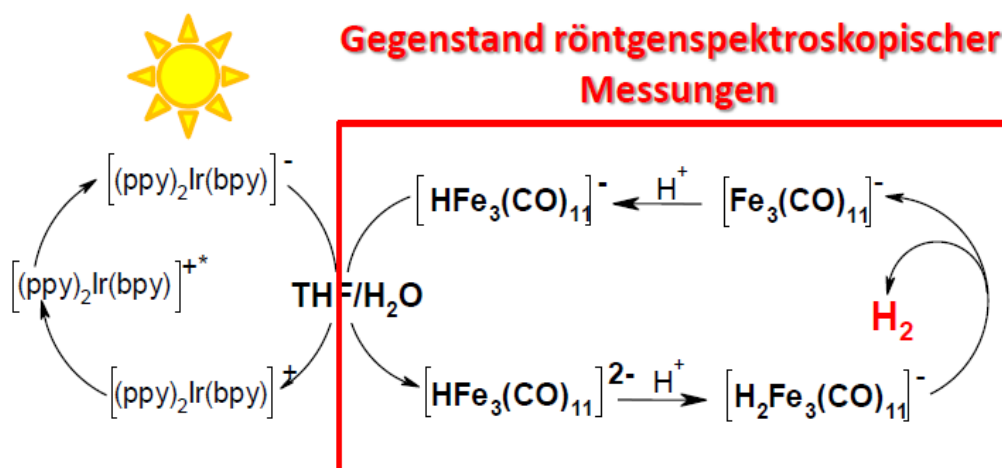 Gegenstand röntgenspektroskopischer
Messungen
[(ppy)₂Ir(bpy)]⁻
[HFe₃(CO)₁₁]⁻ H⁺ [Fe₃(CO)₁₁]⁻
[(ppy)₂Ir(bpy)]⁺*
THF/H₂O
H₂
[(ppy)₂Ir(bpy)]⁺
[HFe₃(CO)₁₁]²⁻ H⁺ [H₂Fe₃(CO)₁₁]⁻